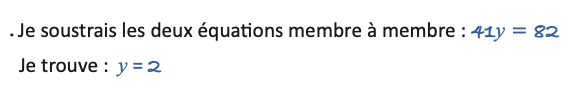 . Je soustrais les deux équations membre à membre : 41y = 82
Je trouve : y = 2